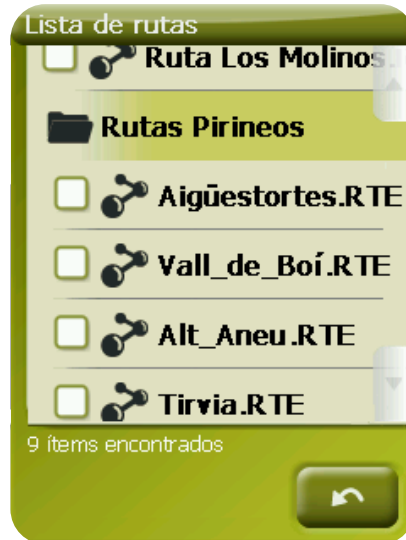 Lista de rutas
Ruta Los Molinos.
Rutas Pirineos
Aigüestortes.RTE
Vall_de_Boí.RTE
Alt_Aneu.RTE
Tirvia.RTE
9 ítems encontrados